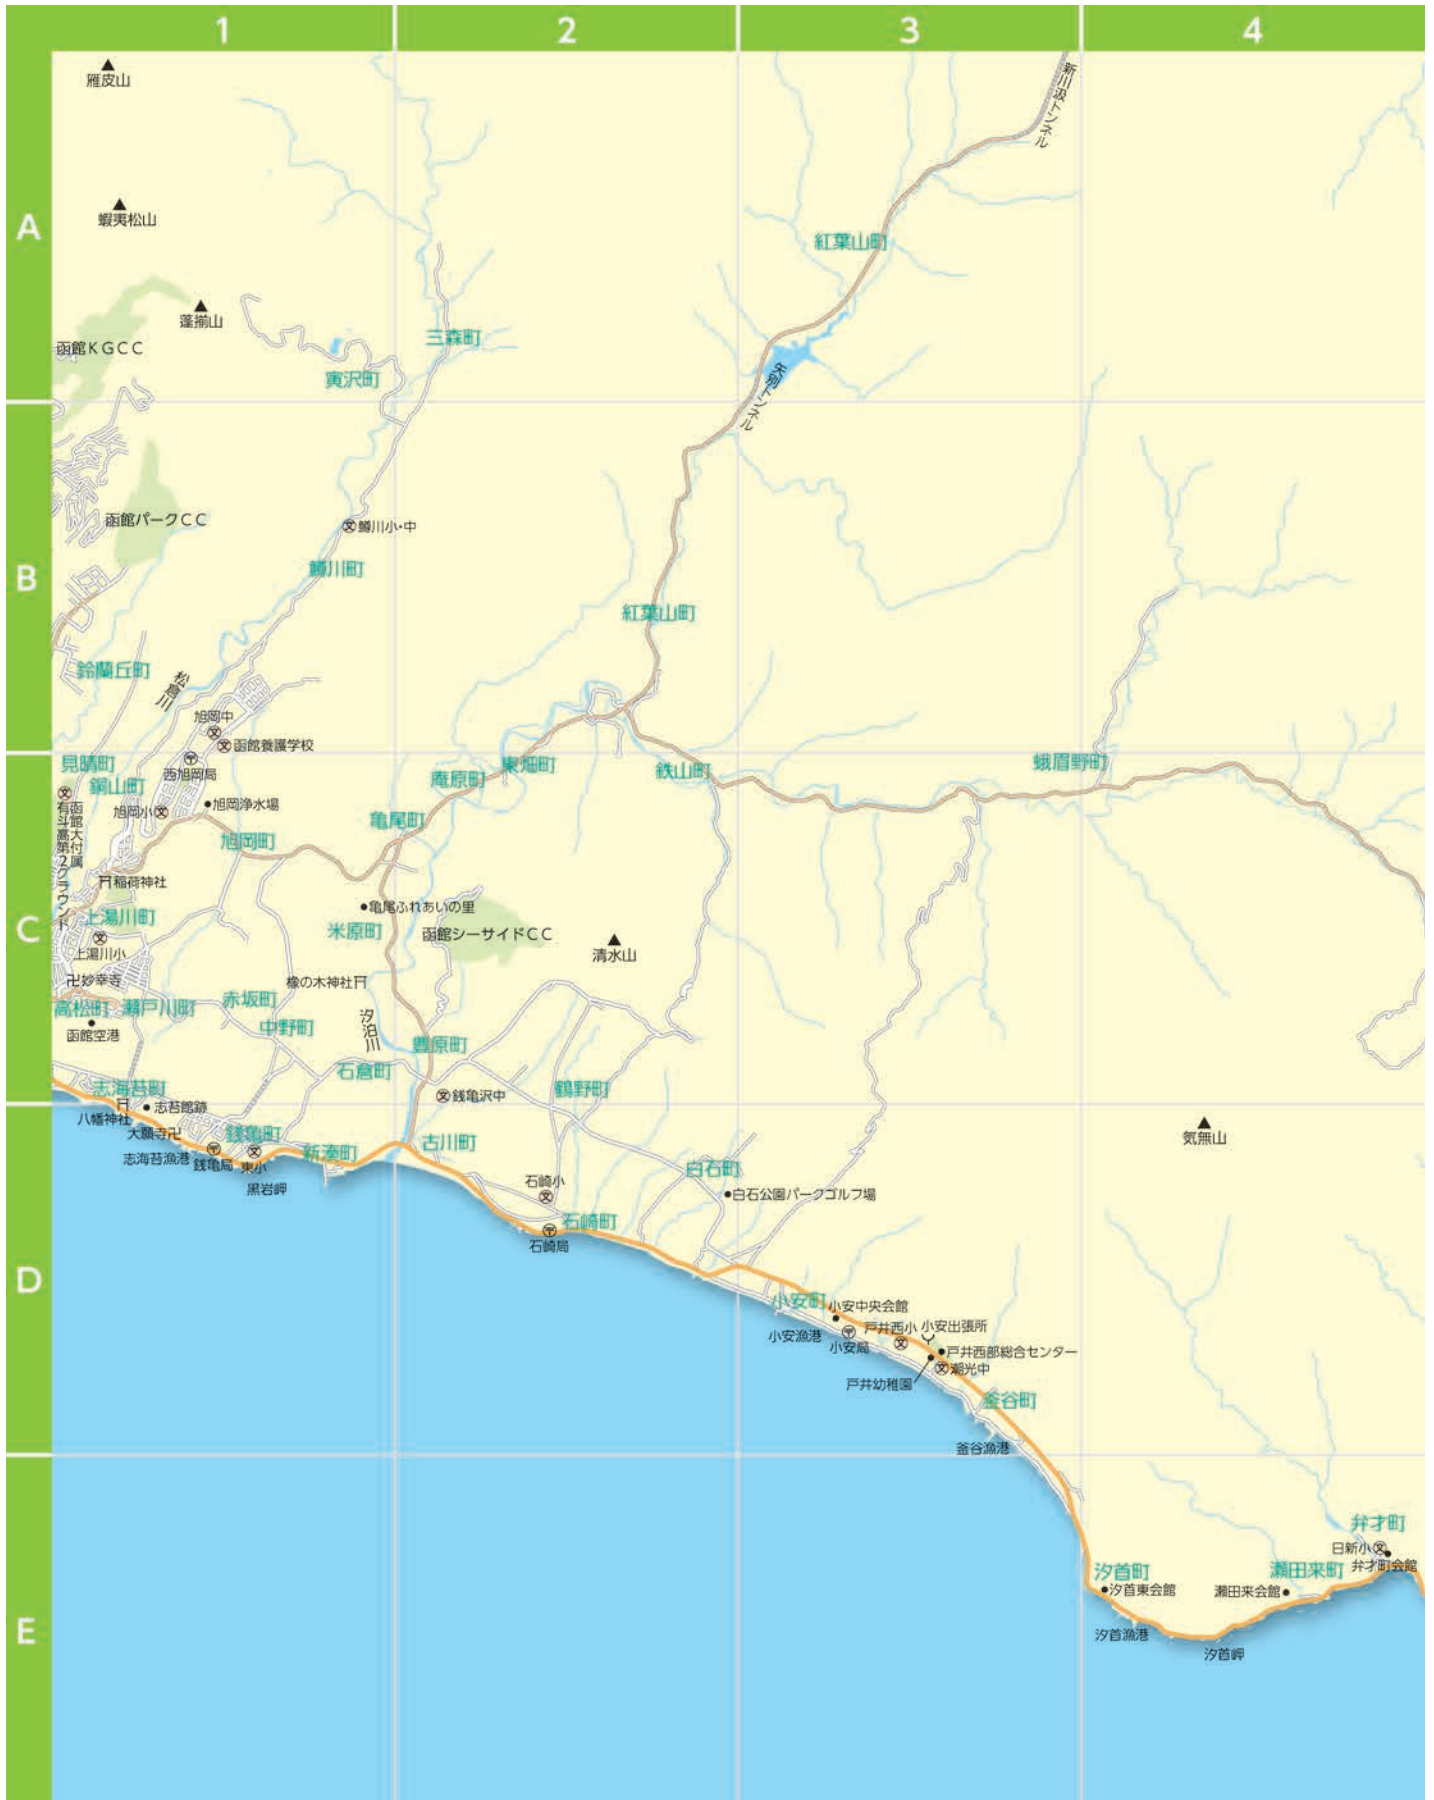 1
2
3
4
A
B
C
D
E
雁皮山
蝦夷松山
蓬揃山
函館KGCC
寅沢町
三森町
新川汲トンネル
紅葉山町
矢別トンネル
函館パークCC
鱒川小・中
鱒川町
紅葉山町
鈴蘭丘町
松倉川
旭岡中
函館養護学校
見晴町
西旭岡局
銅山町
函館大付属
有斗高第2グラウンド
旭岡小
旭岡浄水場
旭岡町
亀尾町
庵原町
東畑町
鉄山町
蛾眉野町
稲荷神社
亀尾ふれあいの里
上湯川町
米原町
函館シーサイドCC
清水山
上湯川小
妙幸寺
橡の木神社
高松町
瀬戸川町
赤坂町
函館空港
中野町
汐泊川
豊原町
石倉町
志海苔町
銭亀沢中
鶴野町
八幡神社
志苔館跡
大願寺
銭亀町
志海苔漁港
銭亀局
東小
新湊町
古川町
黒岩岬
気無山
白石町
石崎小
白石公園パークゴルフ場
石崎町
石崎局
小安町
小安中央会館
小安漁港
小安局
戸井西小
小安出張所
戸井西部総合センター
潮光中
戸井幼稚園
釜谷町
釜谷漁港
弁才町
日新小
弁才町会館
汐首町
瀬田来町
汐首東会館
瀬田来会館
汐首漁港
汐首岬